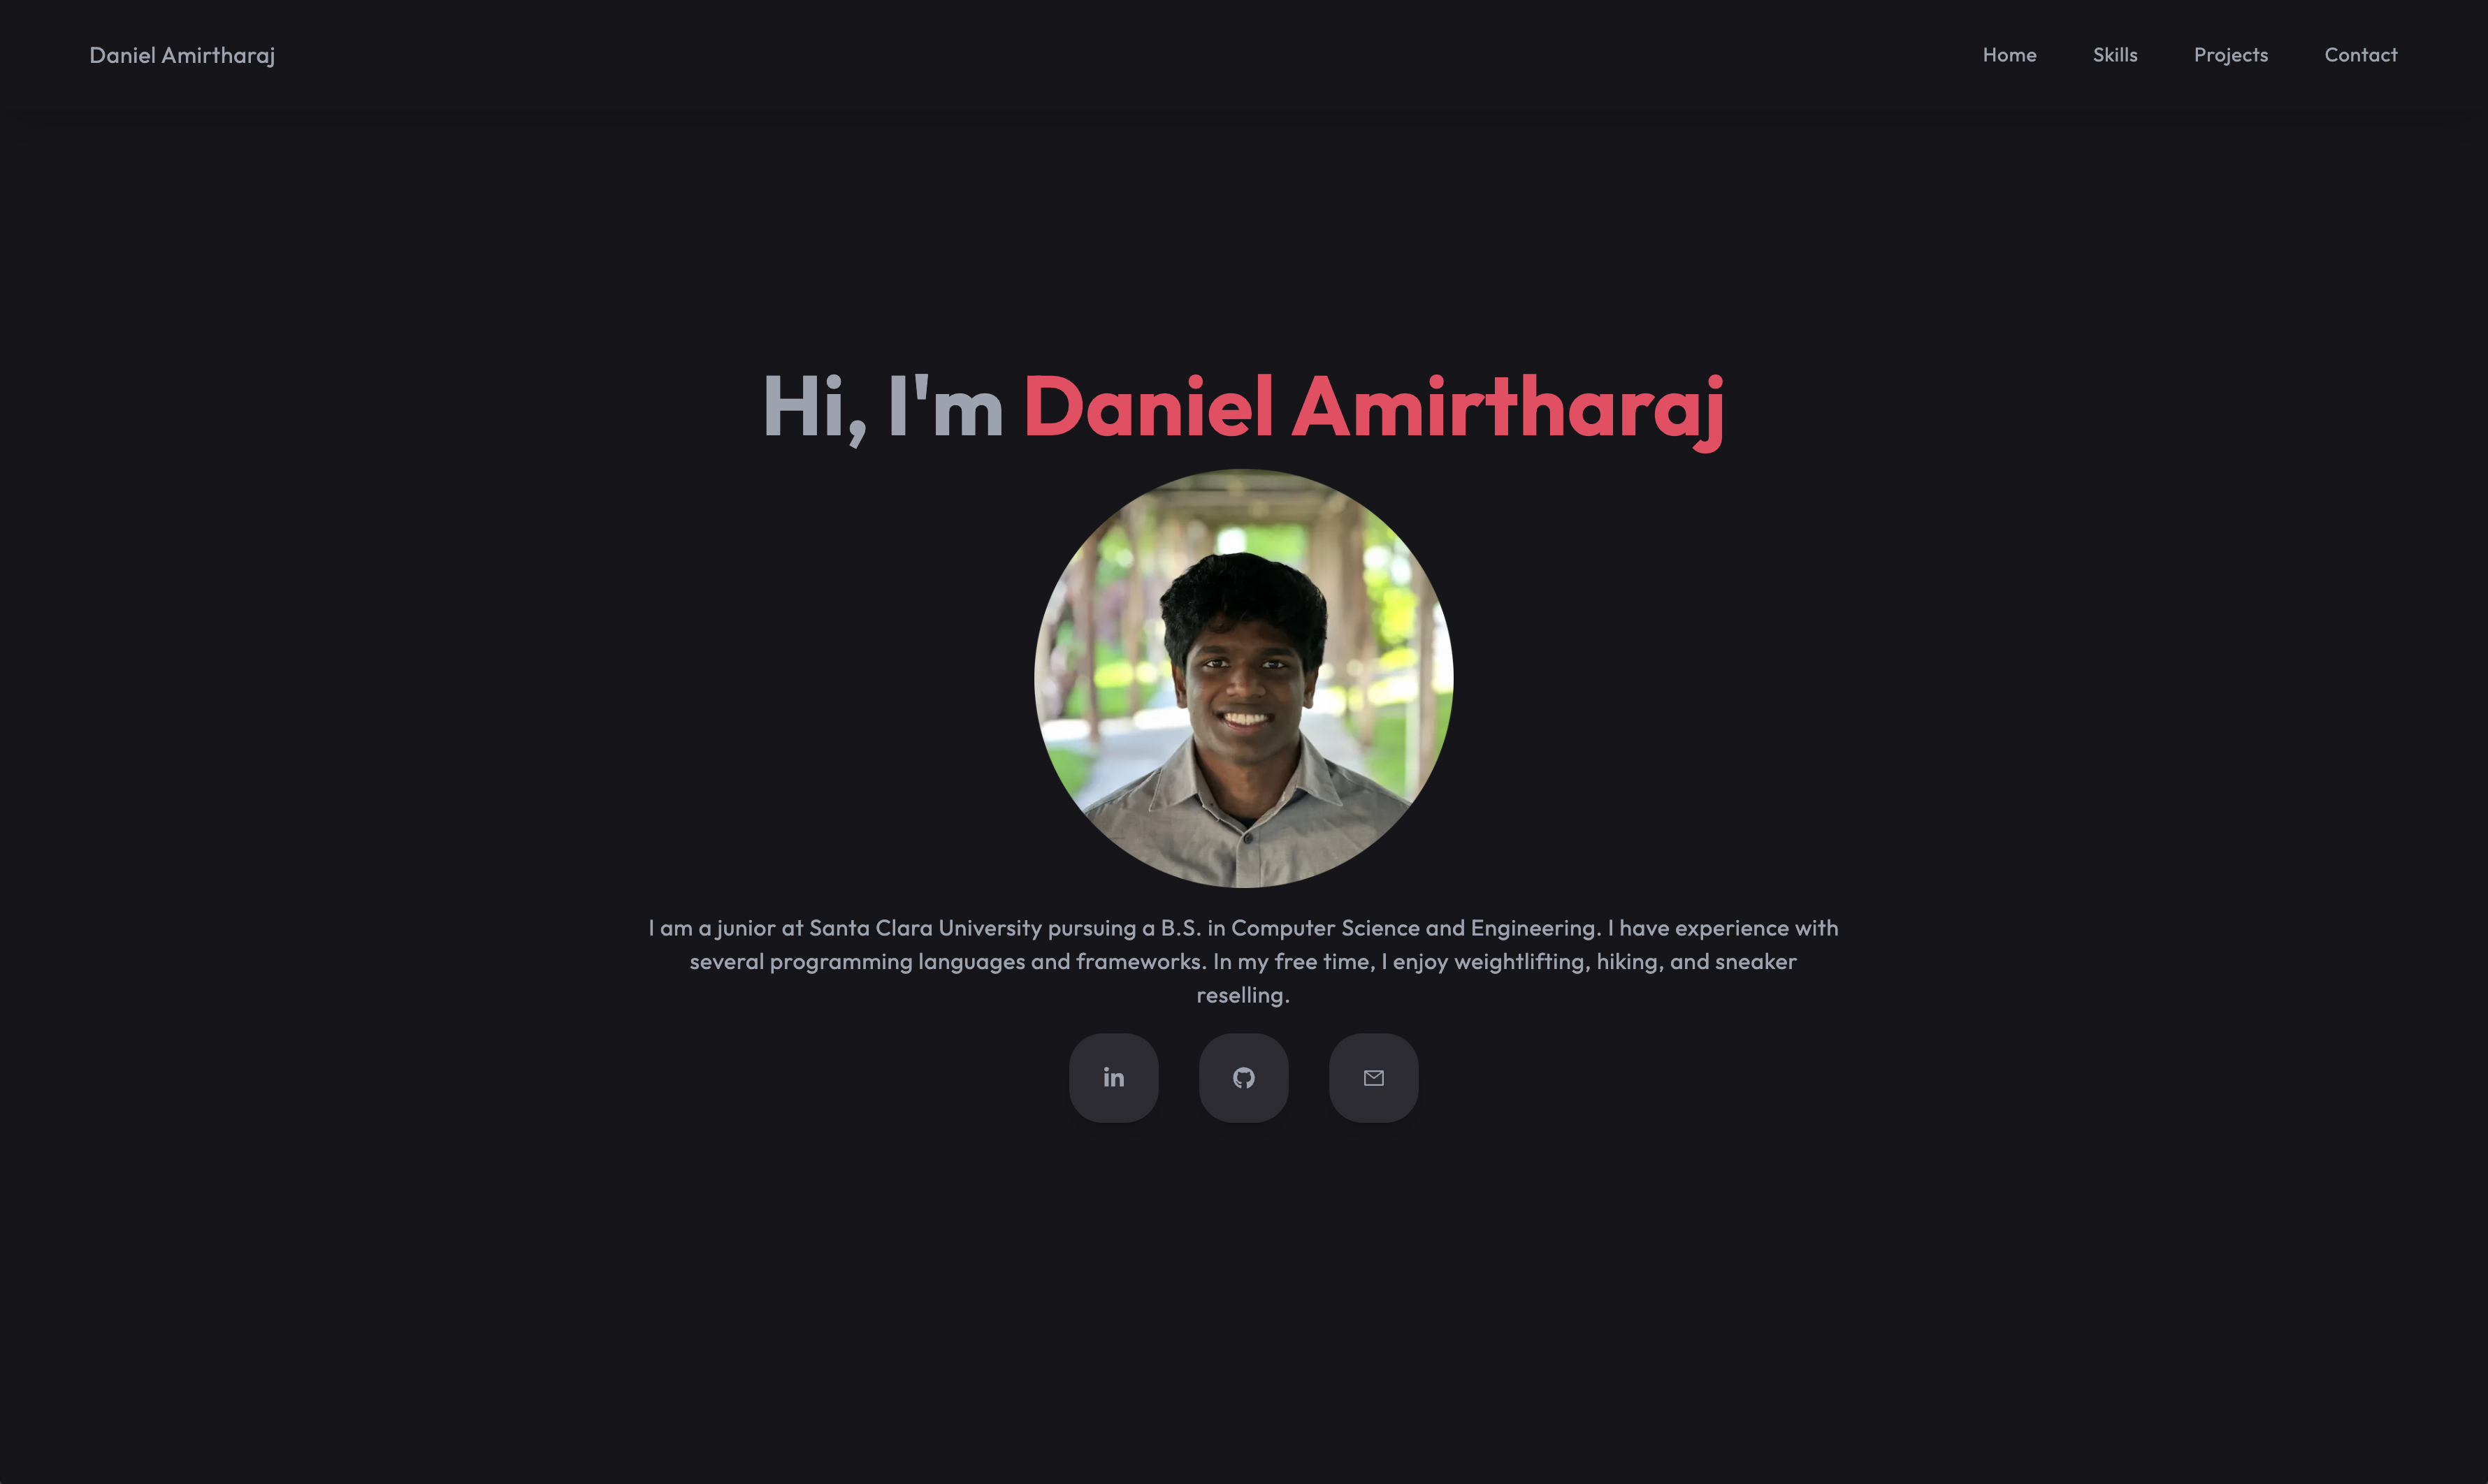 Daniel Amirtharaj
Home
Skills
Projects
Contact
Hi, I'm Daniel Amirtharaj
I am a junior at Santa Clara University pursuing a B.S. in Computer Science and Engineering. I have experience with
several programming languages and frameworks. In my free time, I enjoy weightlifting, hiking, and sneaker
reselling.
in